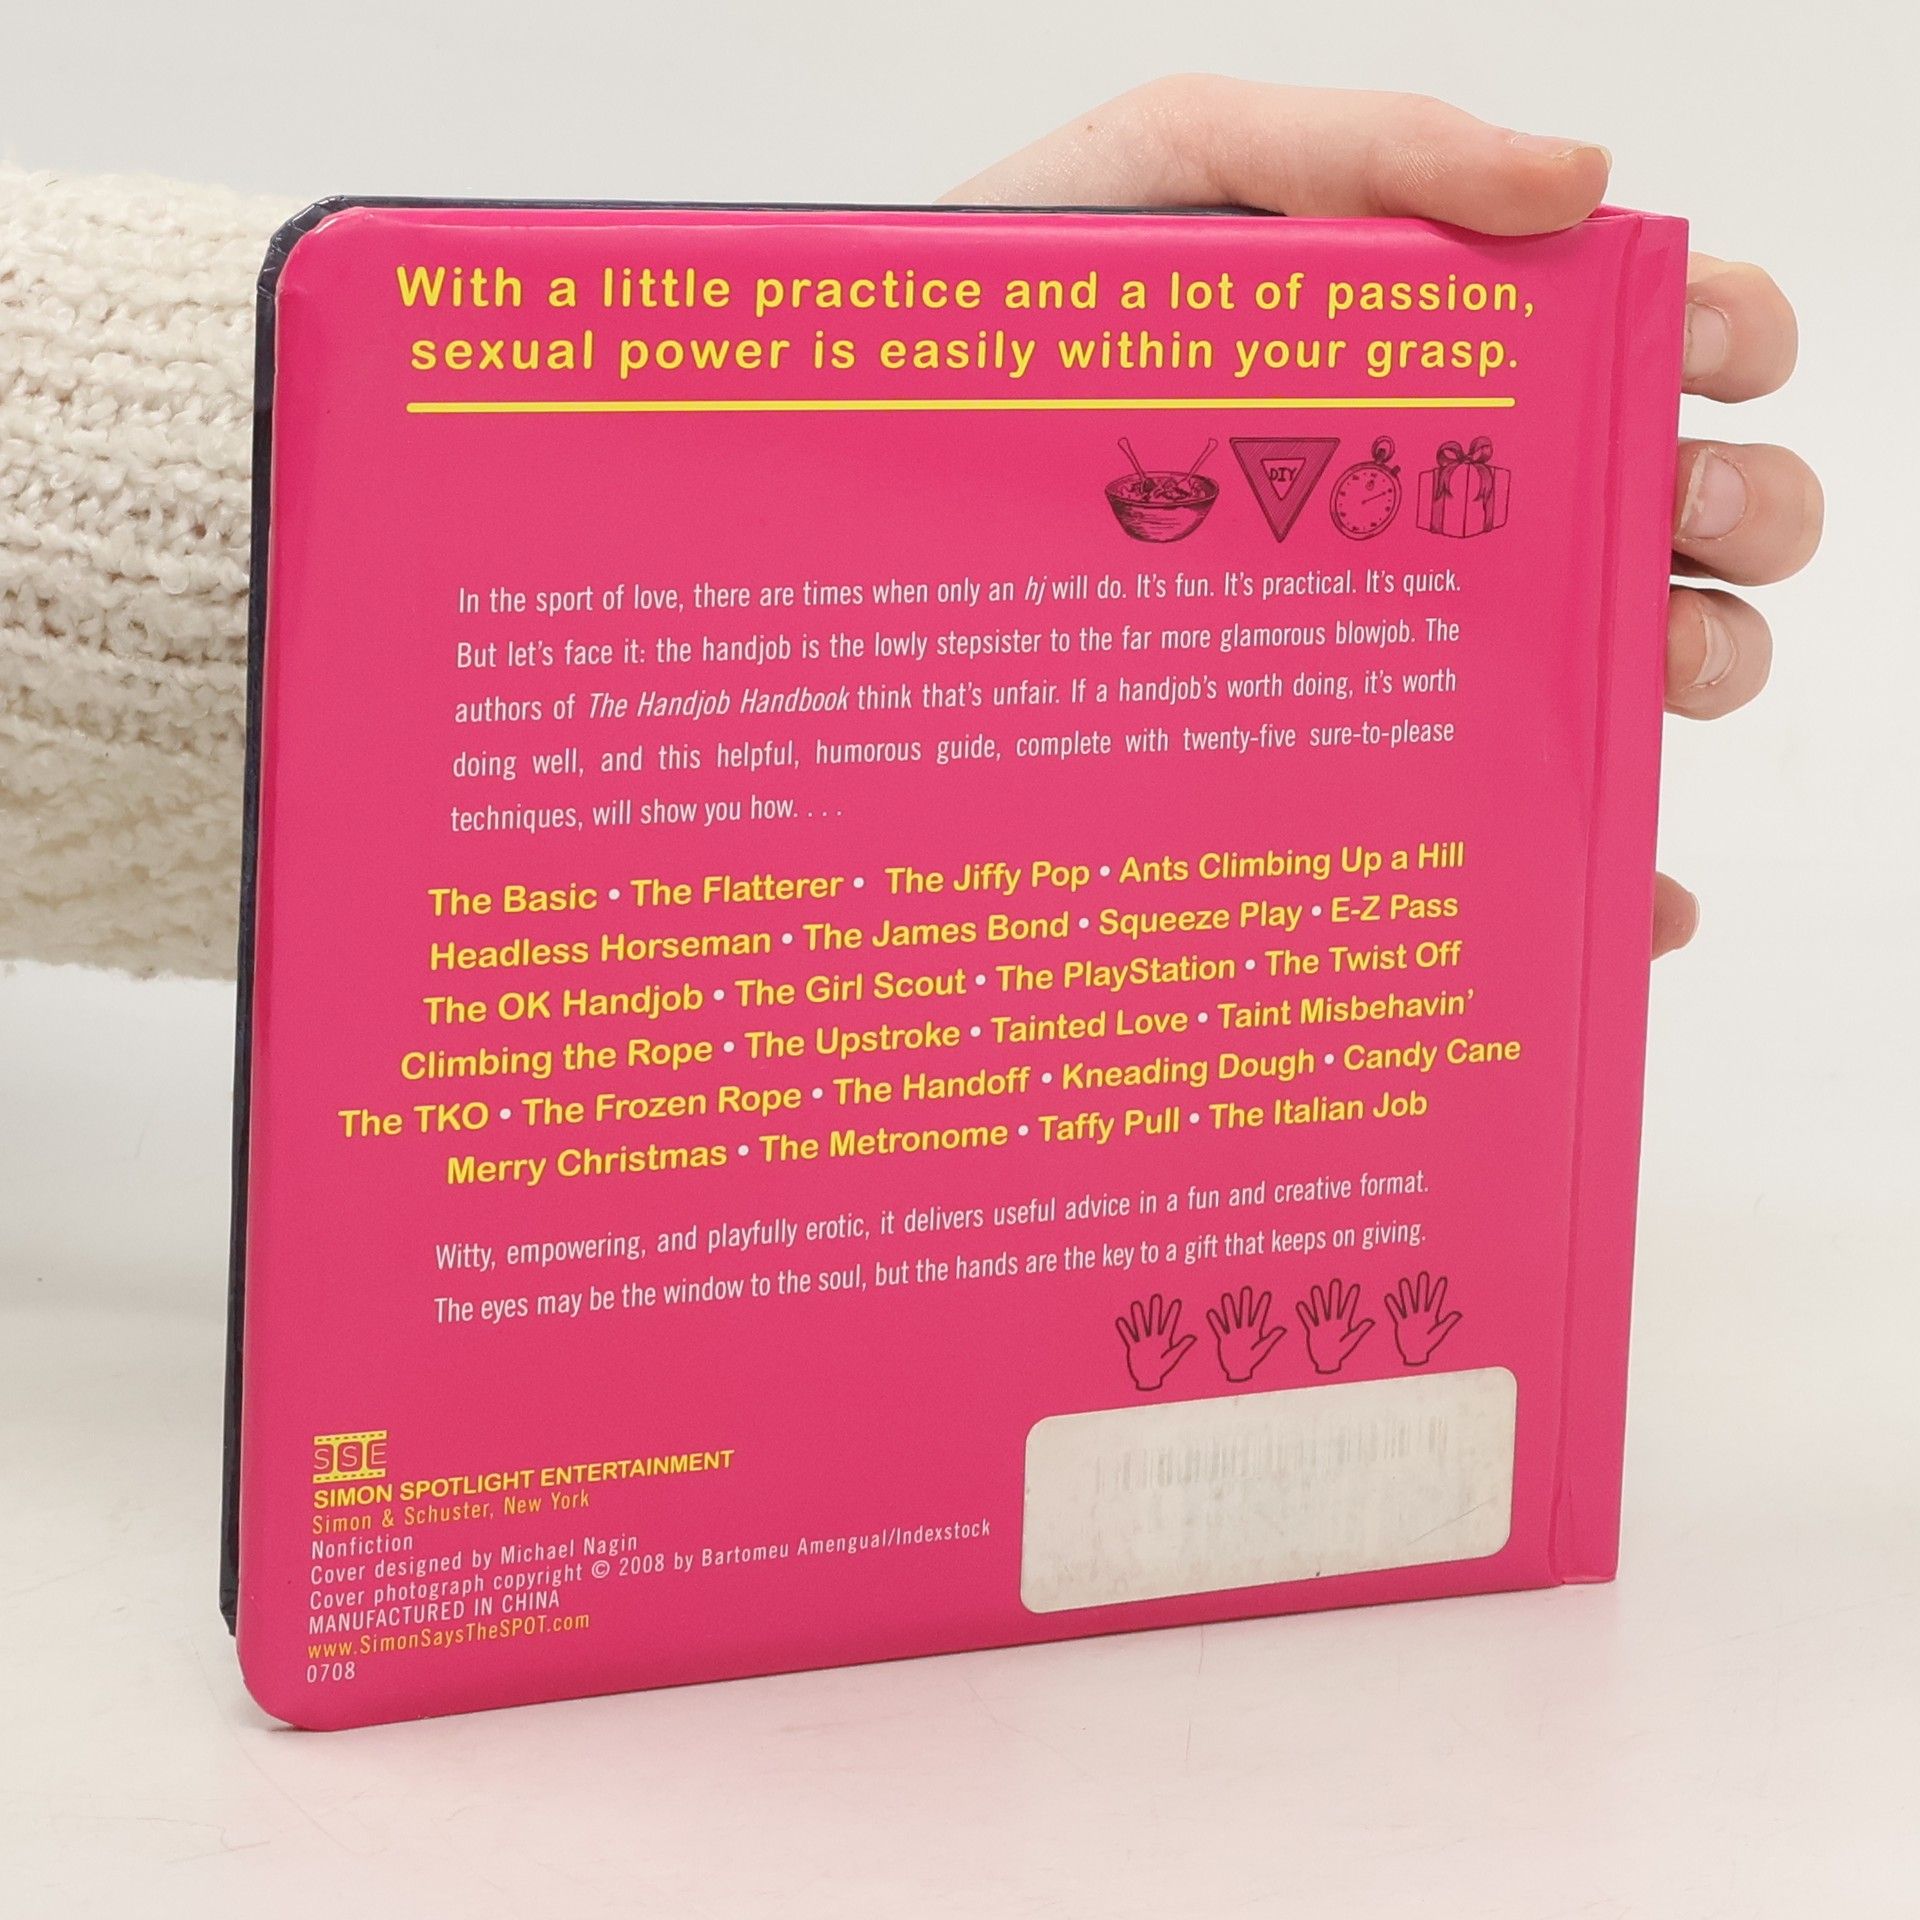 With a little practice and a lot of passion,
sexual power is easily within your grasp.
DIY
In the sport of love, there are times when only an hj will do. It's fun. It's practical. It's quick.
But let's face it: the handjob is the lowly stepsister to the far more glamorous blowjob. The
authors of The Handjob Handbook think that's unfair. If a handjob's worth doing, it's worth
doing well, and this helpful, humorous guide, complete with twenty-five sure-to-please
techniques, will show you how. . . .
The Basic • The Flatterer • The Jiffy Pop • Ants Climbing Up a Hill
Headless Horseman • The James Bond • Squeeze Play • E-Z Pass
The OK Handjob • The Girl Scout • The PlayStation • The Twist Off
Climbing the Rope • The Upstroke • Tainted Love • Taint Misbehavin'
The TKO • The Frozen Rope • The Handoff • Kneading Dough • Candy Cane
Merry Christmas • The Metronome • Taffy Pull • The Italian Job
Witty, empowering, and playfully erotic, it delivers useful advice in a fun and creative format.
The eyes may be the window to the soul, but the hands are the key to a gift that keeps on giving.
SSE
SIMON SPOTLIGHT ENTERTAINMENT
Simon & Schuster, New York
Nonfiction
Cover designed by Michael Nagin
Cover photograph copyright © 2008 by Bartomeu Amengual/Indexstock
MANUFACTURED IN CHINA
www.SimonSaysTheSPOT.com
0708